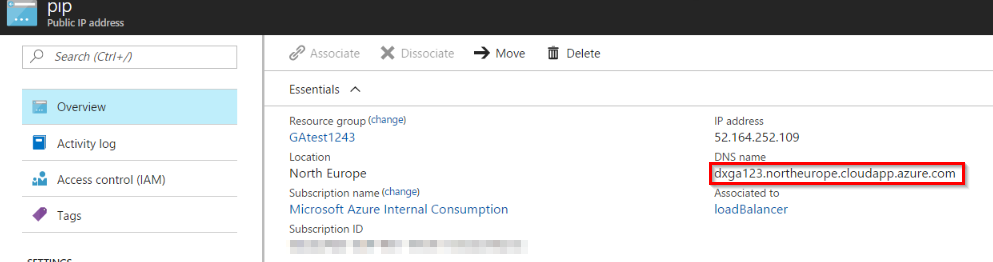 pip
Public IP address
Search (Ctrl+/)
Overview
Activity log
Access control (IAM)
Tags
SETTINGS
Associate Dissociate Move Delete
Essentials
Resource group (change)
GAtest1243
Location
North Europe
Subscription name (change)
Microsoft Azure Internal Consumption
Subscription ID
IP address
52.164.252.109
DNS name
dxga123.northeurope.cloudapp.azure.com
Associated to
loadBalancer